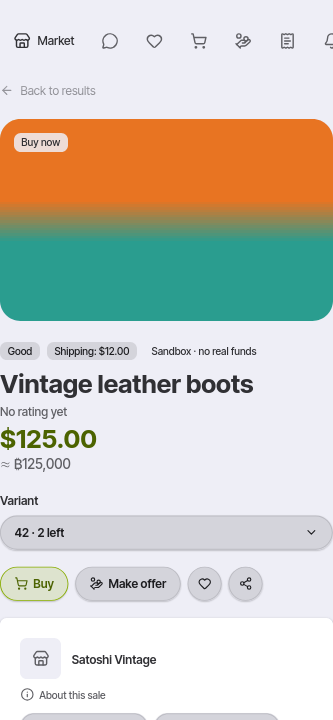 Market
Back to results
Buy now
Good
Shipping: $12.00
Sandbox · no real funds
Vintage leather boots
No rating yet
$125.00
≈ ₿125,000
Variant
42 · 2 left
Buy
Make offer
Satoshi Vintage
About this sale